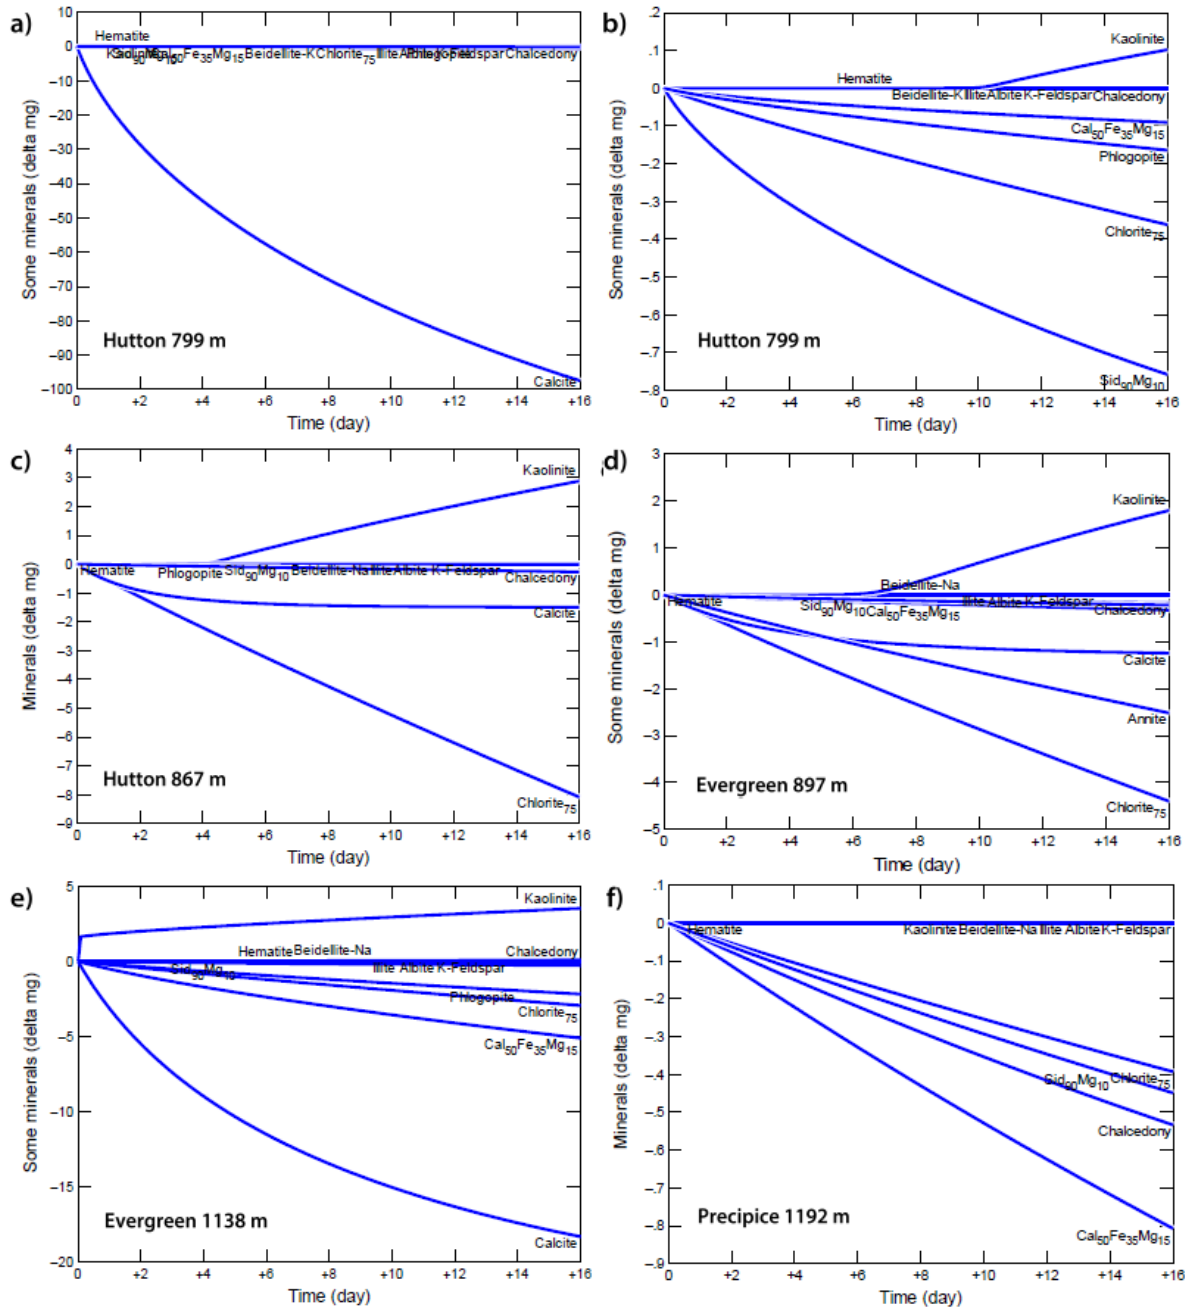 a)
Some minerals (delta mg)
10
0
−10
−20
−30
−40
−50
−60
−70
−80
−90
−100
Hematite
Beidellite-K Chlorite75 Illite Albite K-Feldspar Chalcedony
Hutton 799 m
Calcite
0 +2 +4 +6 +8 +10 +12 +14 +16
Time (day)
b)
Some minerals (delta mg)
.2
.1
0
−.1
−.2
−.3
−.4
−.5
−.6
−.7
−.8
Kaolinite
Hematite
Beidellite-K Illite Albite K-Feldspar Chalcedony
Cal50Fe35Mg15
Phlogopite
Chlorite75
Hutton 799 m
Sid90Mg10
0 +2 +4 +6 +8 +10 +12 +14 +16
Time (day)
c)
Minerals (delta mg)
4
3
2
1
0
−1
−2
−3
−4
−5
−6
−7
−8
−9
Kaolinite
Hematite Phlogopite Sid90Mg10 Beidellite-Na Illite Albite K-Feldspar
Chalcedony
Calcite
Hutton 867 m
Chlorite75
0 +2 +4 +6 +8 +10 +12 +14 +16
Time (day)
d)
Some minerals (delta mg)
3
2
1
0
−1
−2
−3
−4
−5
Kaolinite
Beidellite-Na
Hematite Sid90Mg10 Cal50Fe35Mg15 Illite Albite K-Feldspar
Chalcedony
Calcite
Annite
Evergreen 897 m
Chlorite75
0 +2 +4 +6 +8 +10 +12 +14 +16
Time (day)
e)
Some minerals (delta mg)
5
0
−5
−10
−15
−20
Kaolinite
Hematite Beidellite-Na Chalcedony
Sid90Mg10 Illite Albite K-Feldspar
Phlogopite
Chlorite75
Cal50Fe35Mg15
Evergreen 1138 m
Calcite
0 +2 +4 +6 +8 +10 +12 +14 +16
Time (day)
f)
Minerals (delta mg)
.1
0
−.1
−.2
−.3
−.4
−.5
−.6
−.7
−.8
−.9
Hematite Kaolinite Beidellite-Na Illite Albite K-Feldspar
Sid90Mg10 Chlorite75
Chalcedony
Precipice 1192 m
Cal50Fe35Mg15
0 +2 +4 +6 +8 +10 +12 +14 +16
Time (day)